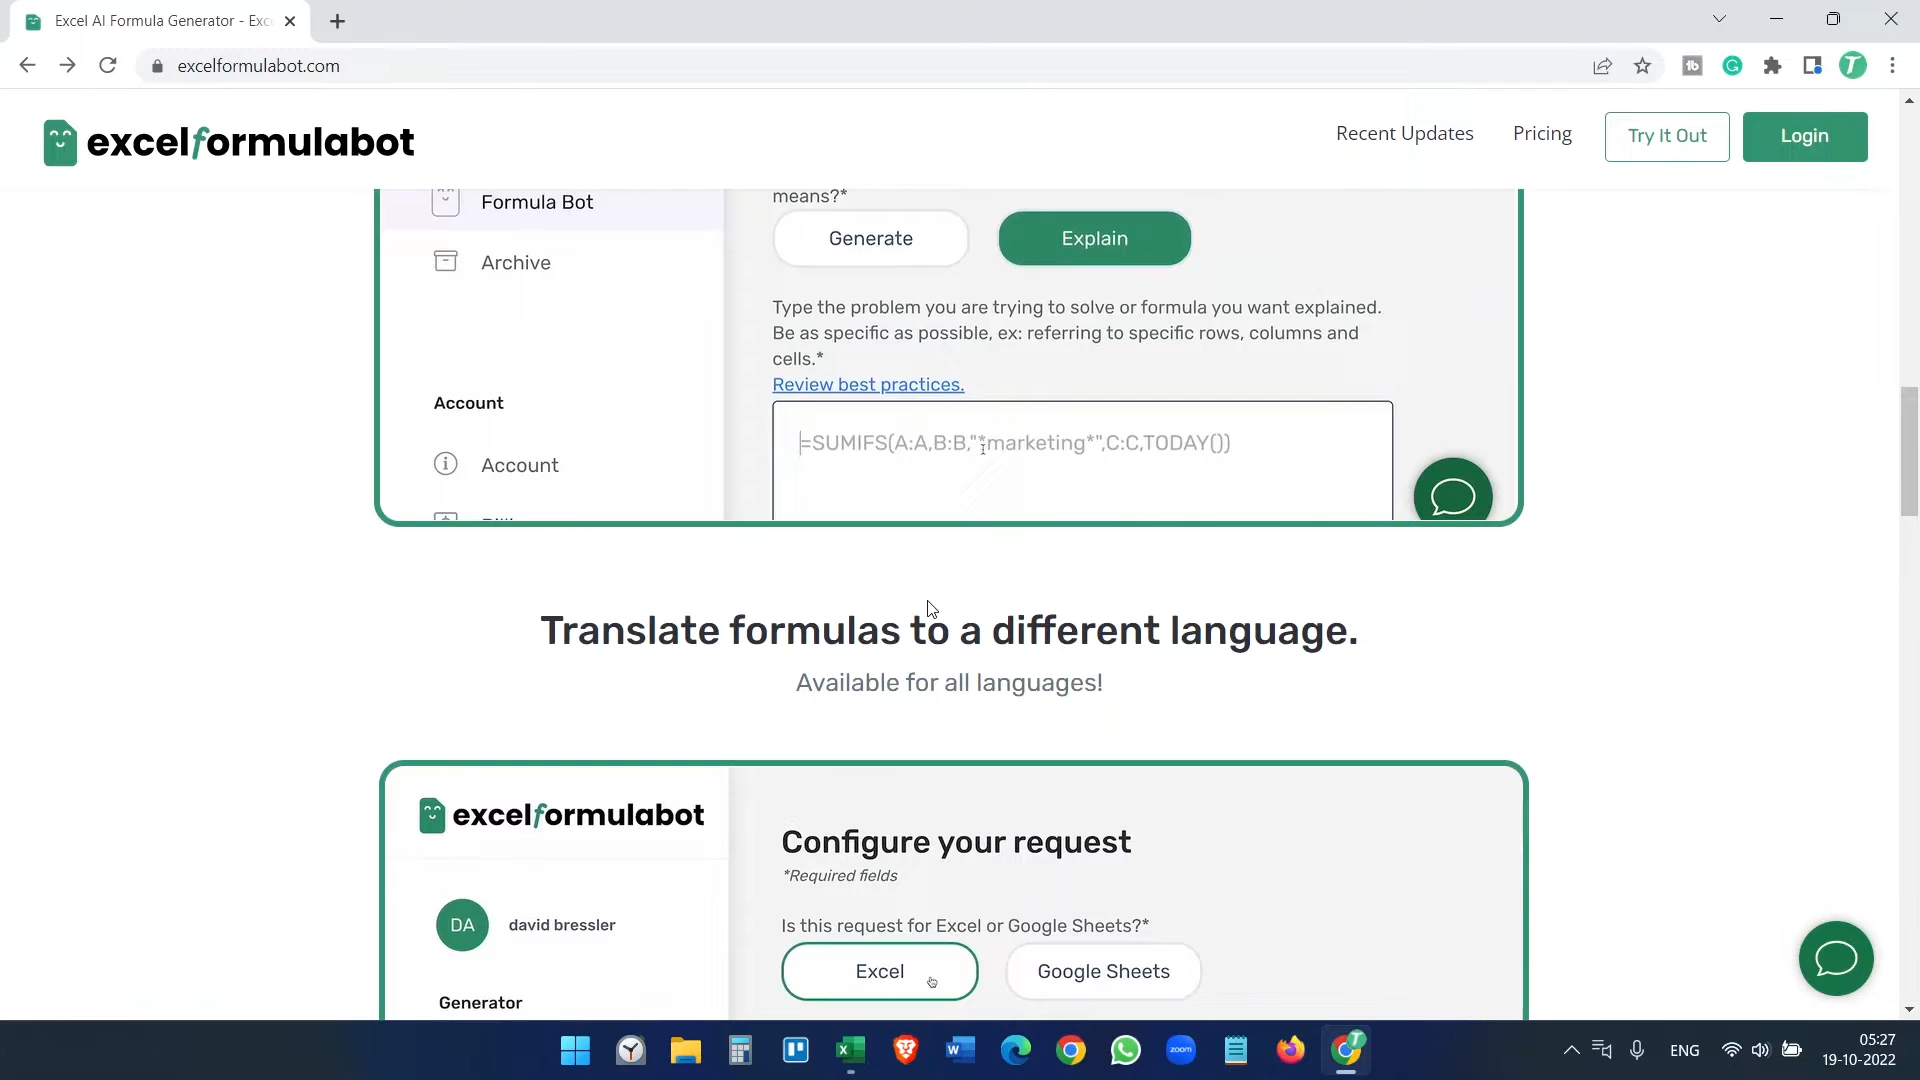 Excel AI Formula Generator - Exc
excelformulabot.com
excelformulabot
Recent Updates
Pricing
Try It Out
Login
Formula Bot
Archive
Account
Account
means?*
Generate
Explain
Type the problem you are trying to solve or formula you want explained.
Be as specific as possible, ex: referring to specific rows, columns and
cells.*
Review best practices.
=SUMIFS(A:A,B:B,"*marketing*",C:C,TODAY())
Translate formulas to a different language.
Available for all languages!
excelformulabot
DA
david bressler
Generator
Configure your request
*Required fields
Is this request for Excel or Google Sheets?*
Excel
Google Sheets
zoom
ENG
05:27
19-10-2022